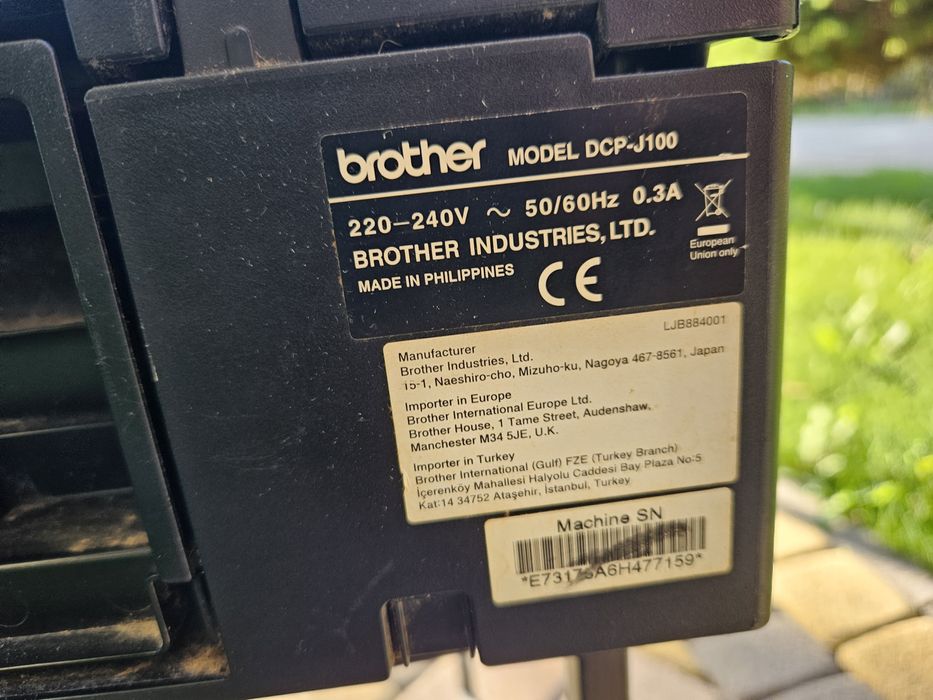 brother MODEL DCP-J100
220–240V ~ 50/60Hz 0.3A
BROTHER INDUSTRIES, LTD.
MADE IN PHILIPPINES
CE
European
Union only
LJB884001
Manufacturer
Brother Industries, Ltd.
15-1, Naeshiro-cho, Mizuho-ku, Nagoya 467-8561, Japan
Importer in Europe
Brother International Europe Ltd.
Brother House, 1 Tame Street, Audenshaw,
Manchester M34 5JE, U.K.
Importer in Turkey
Brother International (Gulf) FZE (Turkey Branch)
İçerenköy Mahallesi Halyolu Caddesi Bay Plaza No:5
Kat:14 34752 Ataşehir, İstanbul, Turkey
Machine SN